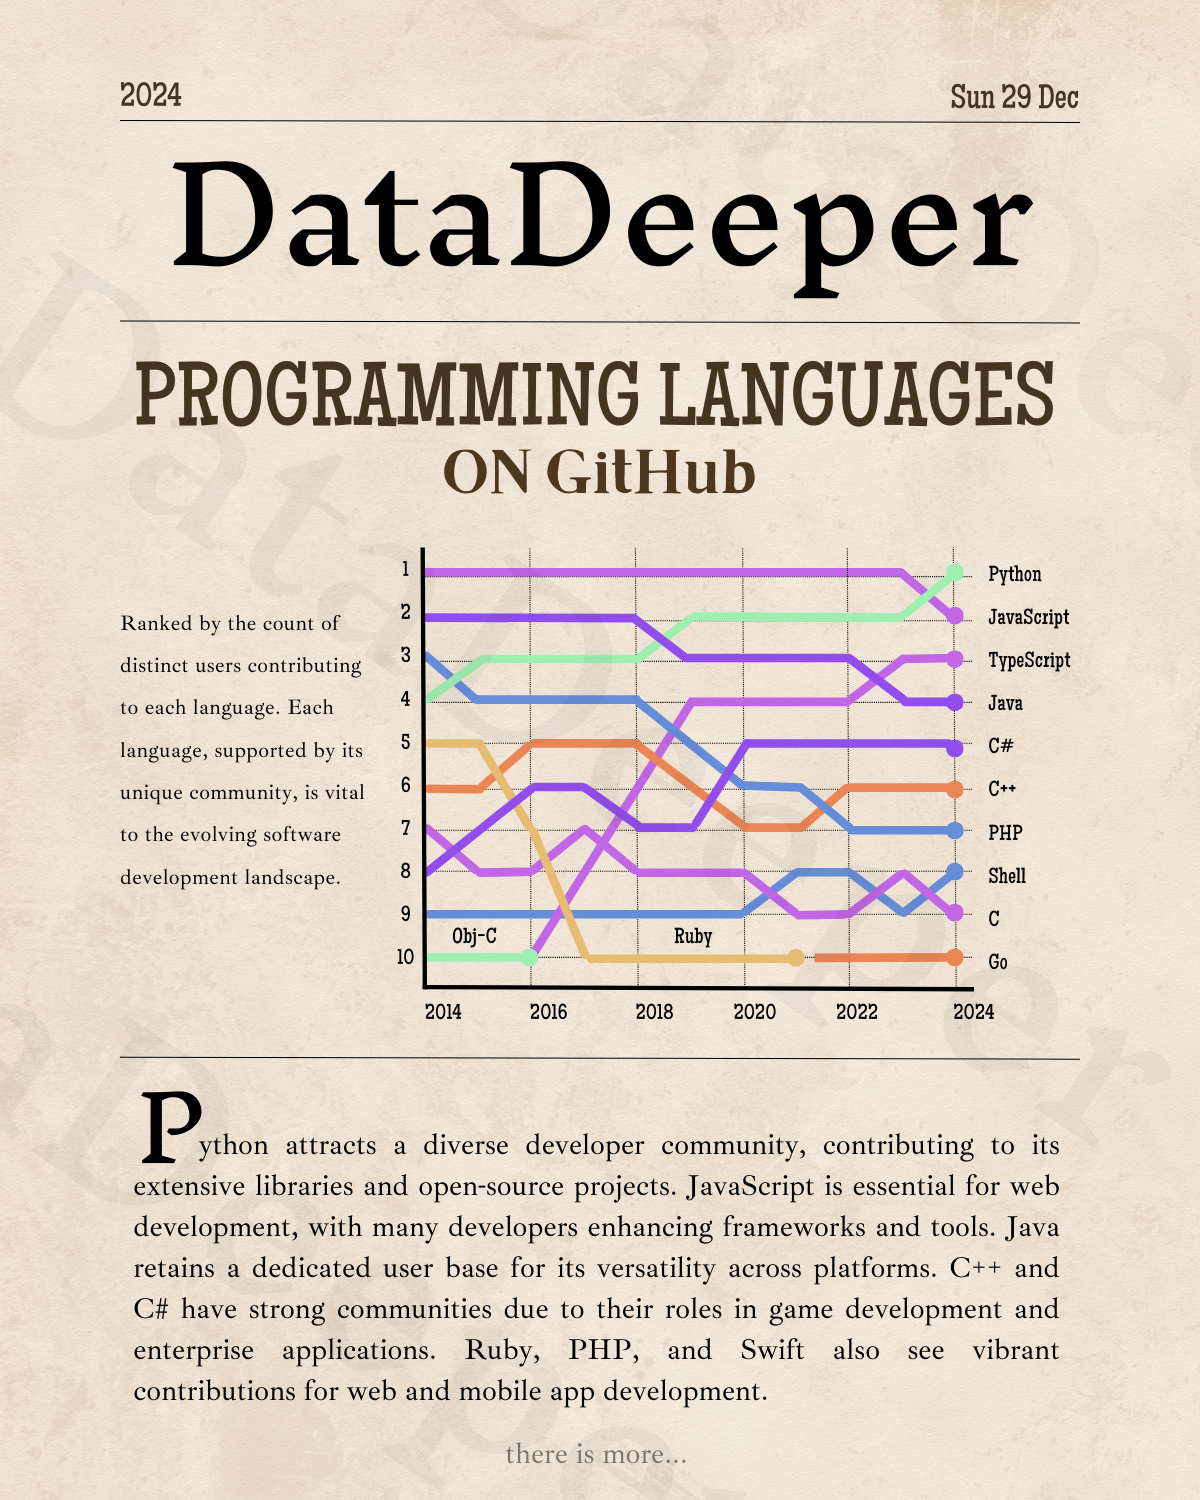 2024
Sun 29 Dec
DataDeeper
PROGRAMMING LANGUAGES
ON GitHub
Ranked by the count of
distinct users contributing
to each language. Each
language, supported by its
unique community, is vital
to the evolving software
development landscape.
1
2
3
4
5
6
7
8
9
10
Obj-C
Ruby
Python
JavaScript
TypeScript
Java
C#
C++
PHP
Shell
C
Go
2014
2016
2018
2020
2022
2024
Python attracts a diverse developer community, contributing to its
extensive libraries and open-source projects. JavaScript is essential for web
development, with many developers enhancing frameworks and tools. Java
retains a dedicated user base for its versatility across platforms. C++ and
C# have strong communities due to their roles in game development and
enterprise applications. Ruby, PHP, and Swift also see vibrant
contributions for web and mobile app development.
there is more...
DataDeeper
DataDeeper
DataDeeper